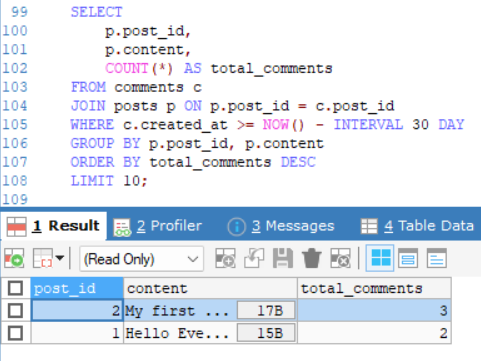 99 SELECT
100 p.post_id,
101 p.content,
102 COUNT(*) AS total_comments
103 FROM comments c
104 JOIN posts p ON p.post_id = c.post_id
105 WHERE c.created_at >= NOW() - INTERVAL 30 DAY
106 GROUP BY p.post_id, p.content
107 ORDER BY total_comments DESC
108 LIMIT 10;
109
1 Result 2 Profiler 3 Messages 4 Table Data
(Read Only)
post_id content total_comments
2 My first ... 17B 3
1 Hello Eve... 15B 2